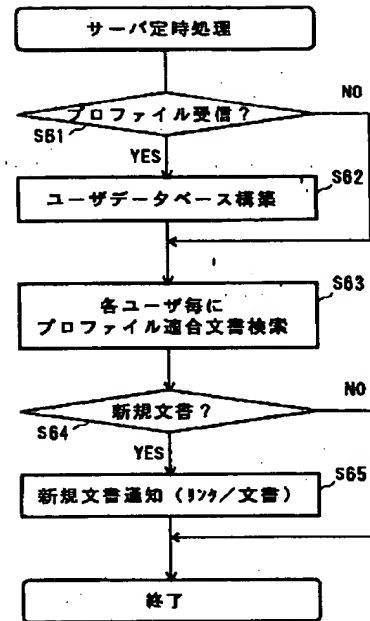 サーバ定時処理
プロファイル受信？
NO
S61
YES
ユーザデータベース構築
S62
各ユーザ毎に
プロファイル適合文書検索
S63
新規文書？
NO
S64
YES
新規文書通知（リンク／文書）
S65
終了